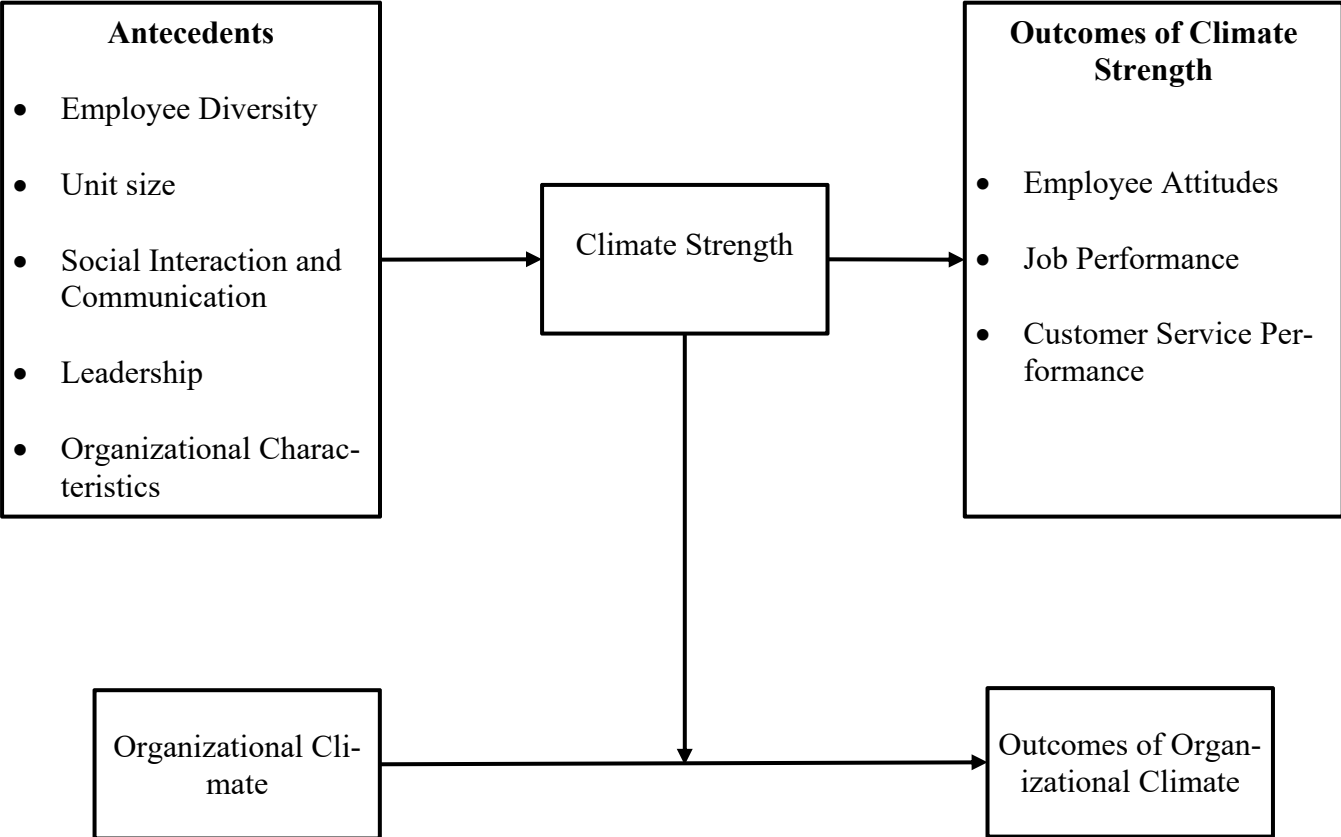 Antecedents
• Employee Diversity
• Unit size
• Social Interaction and
Communication
• Leadership
• Organizational Charac-
teristics
Climate Strength
Outcomes of Climate
Strength
• Employee Attitudes
• Job Performance
• Customer Service Per-
formance
Organizational Cli-
mate
Outcomes of Organ-
izational Climate